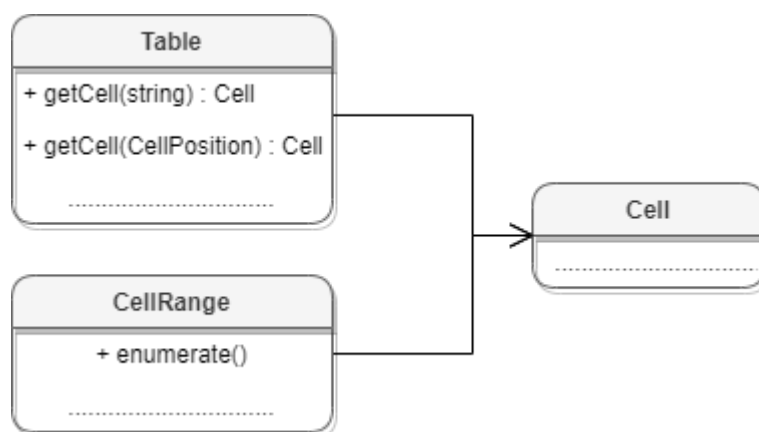 Table
+ getCell(string) : Cell
+ getCell(CellPosition) : Cell
CellRange
+ enumerate()
Cell